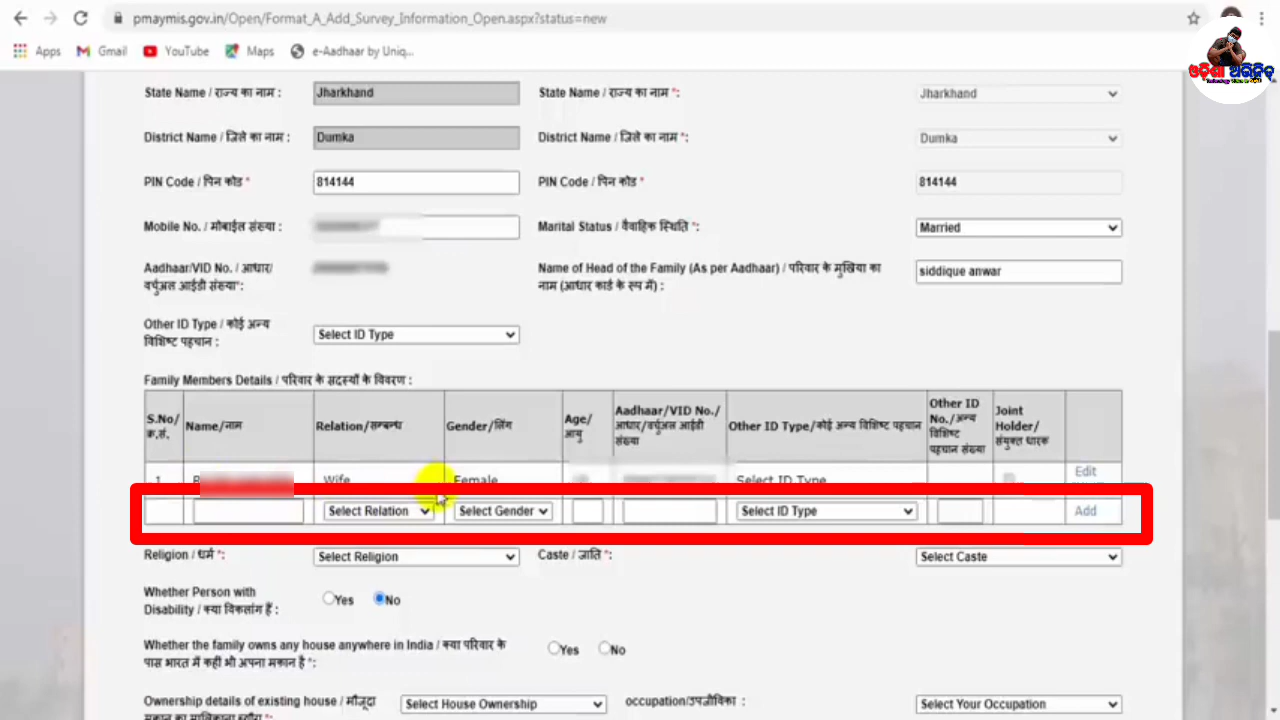 pmaymis.gov.in/Open/Format_A_Add_Survey_Information_Open.aspx?status=new
Apps Gmail YouTube Maps e-Aadhaar by Uniq...
ଓଡ଼ିଶା ଅଭିନିତ୍
State Name / राज्य का नाम : Jharkhand State Name / राज्य का नाम *: Jharkhand
District Name / जिले का नाम : Dumka District Name / जिले का नाम *: Dumka
PIN Code / पिन कोड * 814144 PIN Code / पिन कोड * 814144
Mobile No. / मोबाईल संख्या : Marital Status / वैवाहिक स्थिति *: Married
Aadhaar/VID No. / आधार/ Name of Head of the Family (As per Aadhaar) / परिवार के मुखिया का siddique anwar
वर्चुअल आईडी संख्या*: नाम (आधार कार्ड के रूप में) :
Other ID Type / कोई अन्य Select ID Type
विशिष्ट पहचान :
Family Members Details / परिवार के सदस्यों के विवरण :
S.No/ Name/नाम Relation/सम्बन्ध Gender/लिंग Age/ Aadhaar/VID No./ Other ID Type/कोई अन्य विशिष्ट पहचान Other ID Joint
क्र.सं. आयु आधार/वर्चुअल आईडी No./अन्य Holder/
संख्या विशिष्ट संयुक्त धारक
पहचान संख्या
1 Wife Female Select ID Type Edit
Select Relation Select Gender Select ID Type Add
Religion / धर्म *: Select Religion Caste / जाति *: Select Caste
Whether Person with Yes No
Disability / क्या विकलांग हैं :
Whether the family owns any house anywhere in India / क्या परिवार के Yes No
पास भारत में कहीं भी अपना मकान है *:
Ownership details of existing house / मौजूदा Select House Ownership occupation/उपजीविका : Select Your Occupation